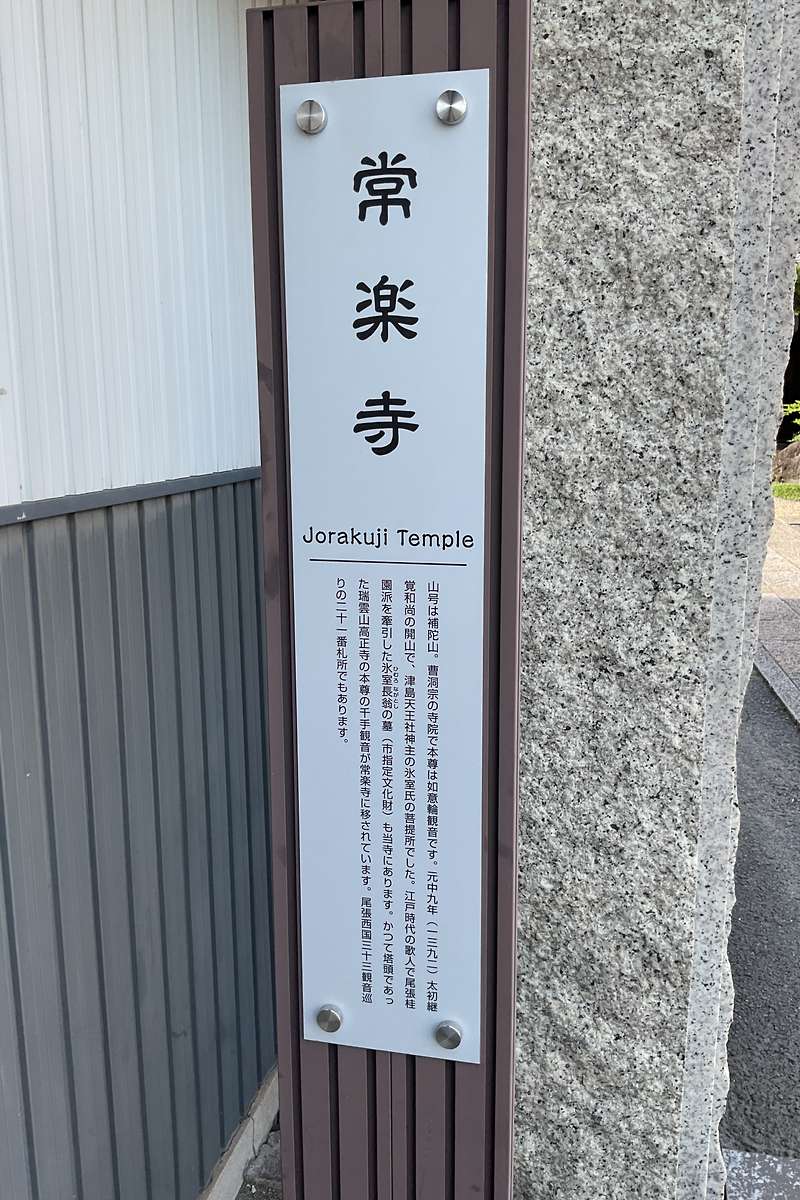 常楽寺
Jorakuji Temple
山号は補陀山。曹洞宗の寺院で本尊は如意輪観音です。元中九年（一三九二）太初継
覚和尚の開山で、津島天王社神主の氷室氏の菩提所でした。江戸時代の歌人で尾張桂
園派を牽引した氷室長翁の墓（市指定文化財）も当寺にあります。かつて塔頭であっ
ひむろ ながとし
た瑞雲山高正寺の本尊の千手観音が常楽寺に移されています。尾張西国三十三観音巡
りの二十一番札所でもあります。